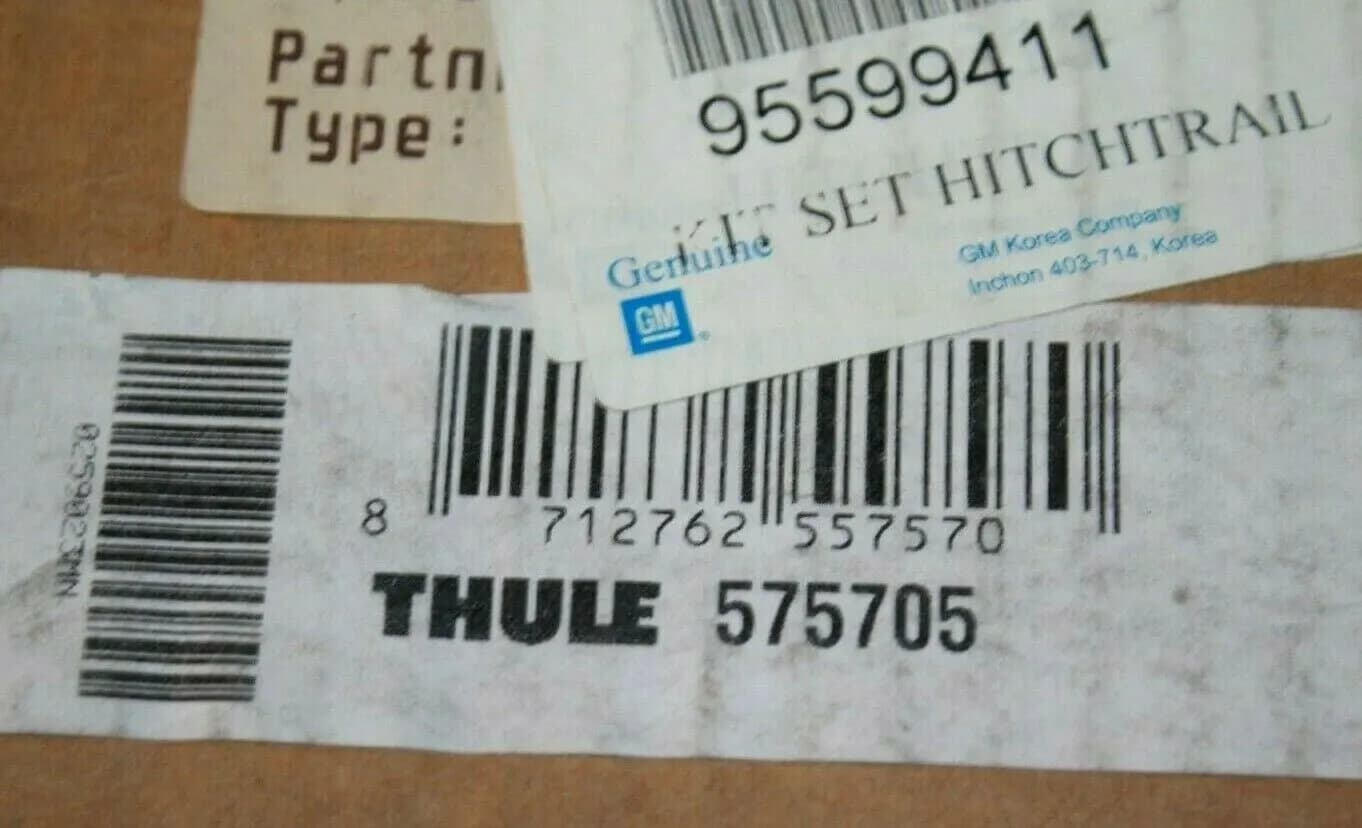 Type:
95599411
KIT SET HITCHTRAIL
Genuine
GM
GM Korea Company
Inchon 403-714, Korea
8 712762 557570
THULE 575705